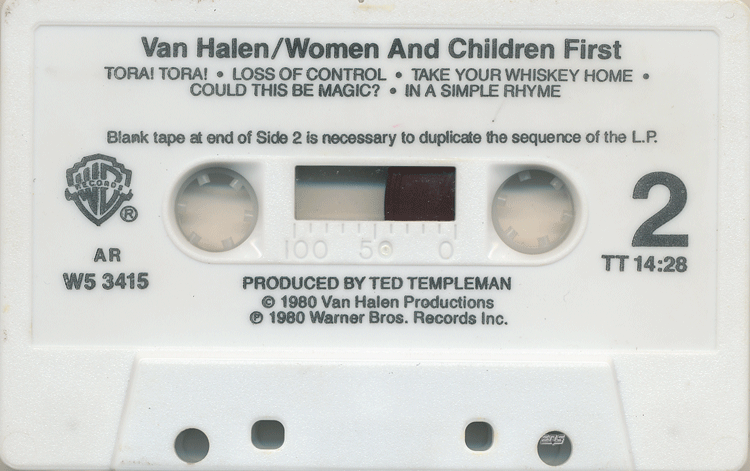 Van Halen/Women And Children First
TORA! TORA! • LOSS OF CONTROL • TAKE YOUR WHISKEY HOME •
COULD THIS BE MAGIC? • IN A SIMPLE RHYME
Blank tape at end of Side 2 is necessary to duplicate the sequence of the L.P.
WB
RECORDS
®
AR
W5 3415
100 50 0
2
TT 14:28
PRODUCED BY TED TEMPLEMAN
© 1980 Van Halen Productions
℗ 1980 Warner Bros. Records Inc.